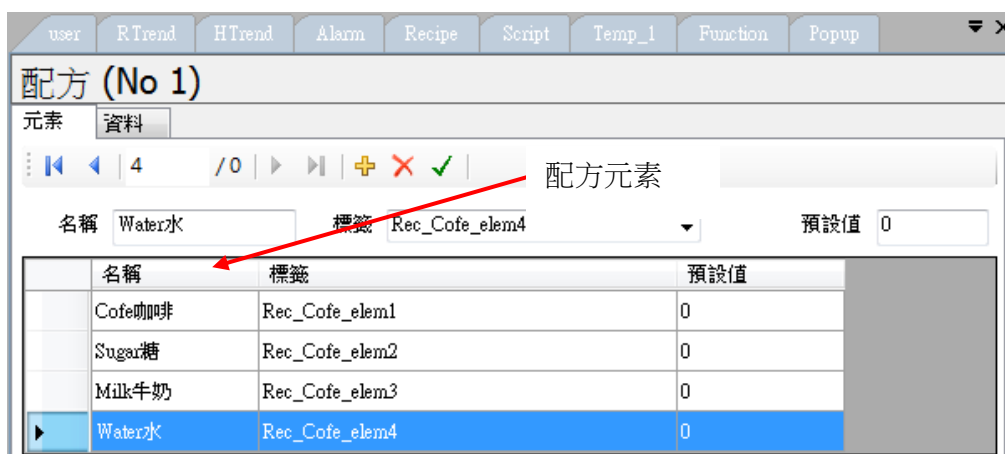 user RTrend HTrend Alarm Recipe Script Temp_1 Function Popup
配方 (No 1)
元素 資料
4 / 0
配方元素
名稱 Water水 標籤 Rec_Cofe_elem4 預設值 0
名稱 標籤 預設值
Cofe咖啡 Rec_Cofe_elem1 0
Sugar糖 Rec_Cofe_elem2 0
Milk牛奶 Rec_Cofe_elem3 0
Water水 Rec_Cofe_elem4 0